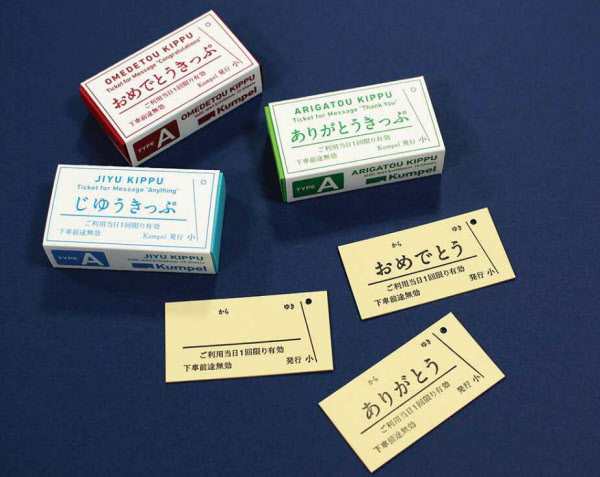 OMEDETOU KIPPU
Ticket for Message "Congratulations"
おめでとうきっぷ
ご利用当日1回限り有効
下車前途無効
Kumpel 発行 小
TYPE A
OMEDETOU KIPPU
Kumpel
ARIGATOU KIPPU
Ticket for Message "Thank You"
ありがとうきっぷ
ご利用当日1回限り有効
下車前途無効
Kumpel 発行 小
TYPE A
ARIGATOU KIPPU
Kumpel
JIYU KIPPU
Ticket for Message "Anything"
じゆうきっぷ
ご利用当日1回限り有効
下車前途無効
Kumpel 発行 小
TYPE A
JIYU KIPPU
Kumpel
から ゆき
おめでとう
ご利用当日1回限り有効
下車前途無効 発行 小
から ゆき
ご利用当日1回限り有効
下車前途無効 発行 小
から ゆき
ありがとう
ご利用当日1回限り有効
下車前途無効 発行 小